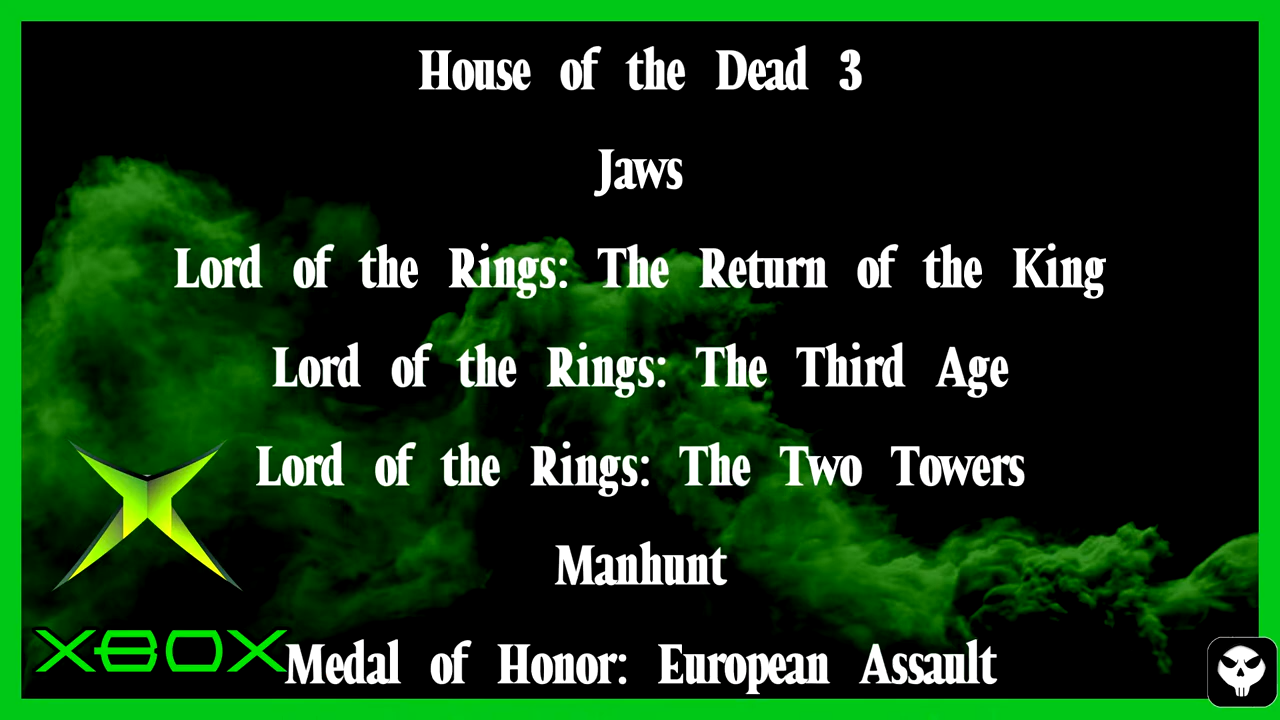 House of the Dead 3
Jaws
Lord of the Rings: The Return of the King
Lord of the Rings: The Third Age
Lord of the Rings: The Two Towers
Manhunt
XBOX
Medal of Honor: European Assault